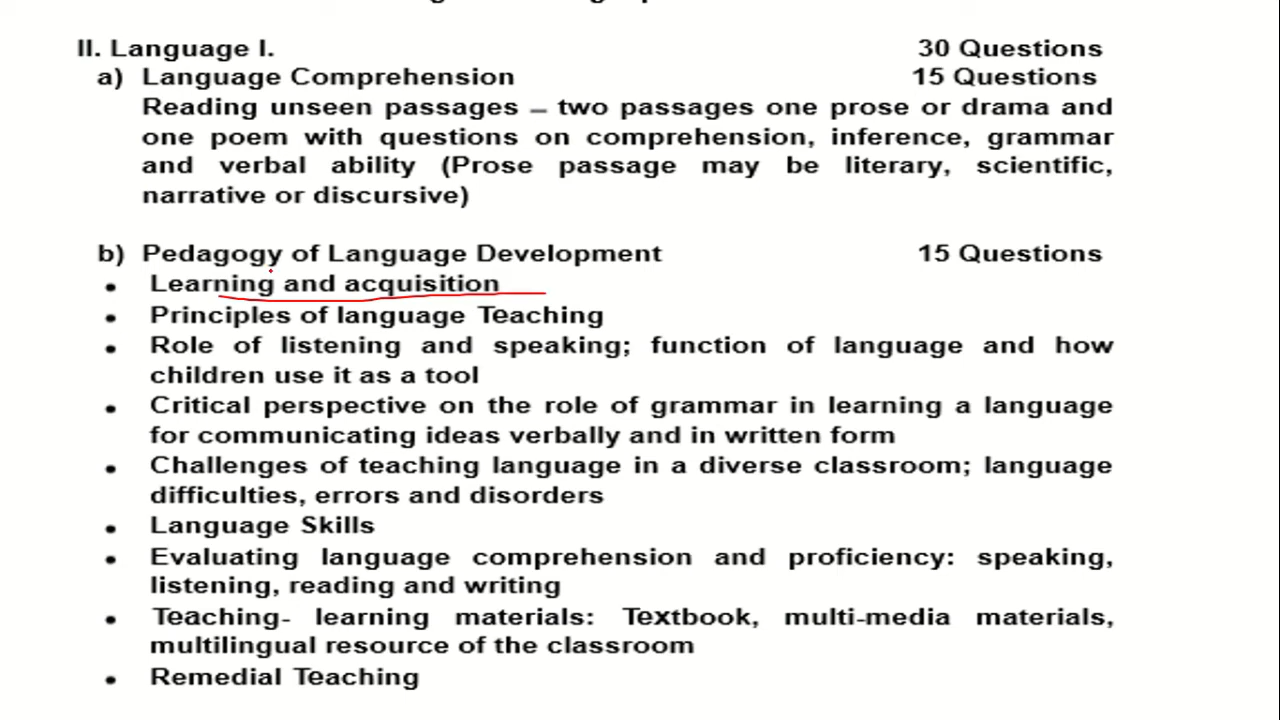 II. Language I. 30 Questions
a) Language Comprehension 15 Questions
Reading unseen passages – two passages one prose or drama and
one poem with questions on comprehension, inference, grammar
and verbal ability (Prose passage may be literary, scientific,
narrative or discursive)
b) Pedagogy of Language Development 15 Questions
• Learning and acquisition
• Principles of language Teaching
• Role of listening and speaking; function of language and how
children use it as a tool
• Critical perspective on the role of grammar in learning a language
for communicating ideas verbally and in written form
• Challenges of teaching language in a diverse classroom; language
difficulties, errors and disorders
• Language Skills
• Evaluating language comprehension and proficiency: speaking,
listening, reading and writing
• Teaching- learning materials: Textbook, multi-media materials,
multilingual resource of the classroom
• Remedial Teaching